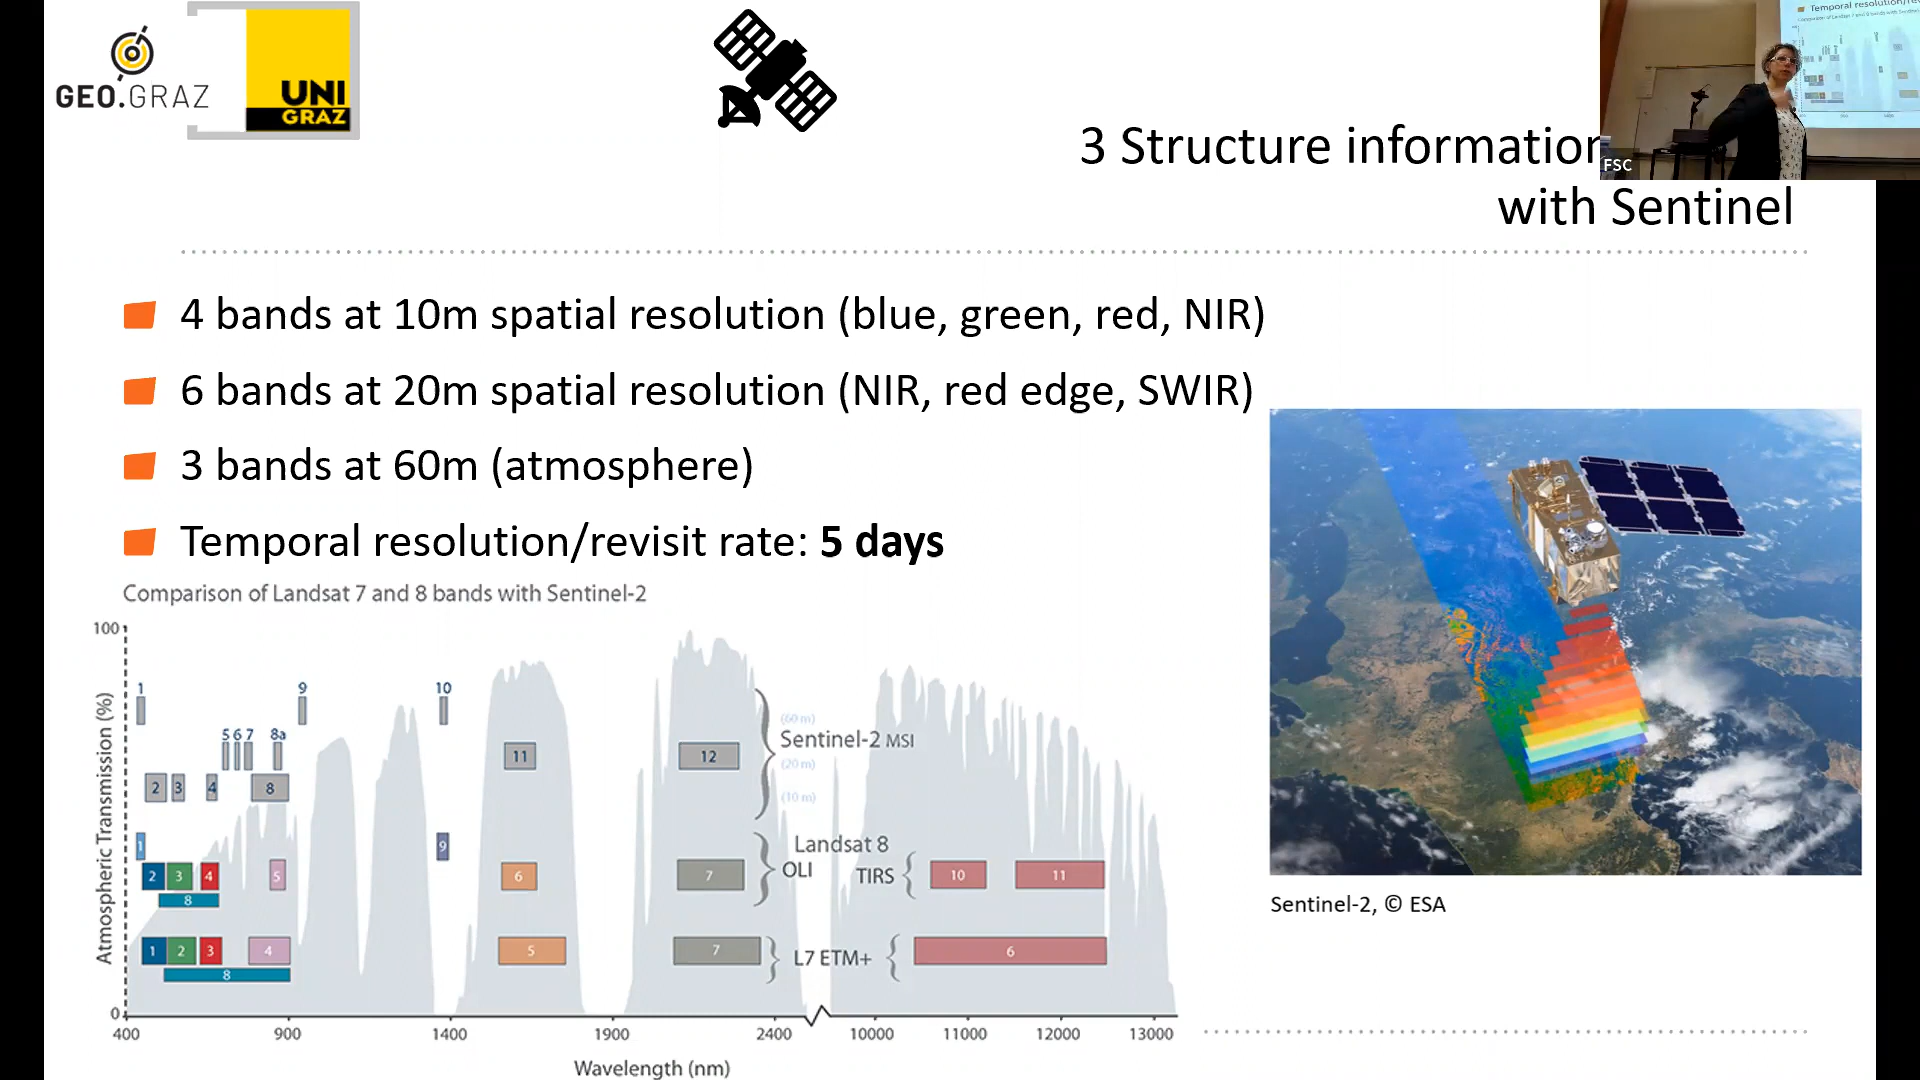 GEO.GRAZ
UNI
GRAZ
3 Structure information
with Sentinel
FSC
4 bands at 10m spatial resolution (blue, green, red, NIR)
6 bands at 20m spatial resolution (NIR, red edge, SWIR)
3 bands at 60m (atmosphere)
Temporal resolution/revisit rate: 5 days
Comparison of Landsat 7 and 8 bands with Sentinel-2
100
Atmospheric Transmission (%)
0
1 9 10
5 6 7 8a
11 12
2 3 4 8
(60 m)
Sentinel-2 MSI
(20 m)
(10 m)
1 9
2 3 4 5 6 7
8
Landsat 8
OLI
TIRS
10 11
1 2 3 4 5 7
8
L7 ETM+
6
400 900 1400 1900 2400 10000 11000 12000 13000
Wavelength (nm)
Sentinel-2, © ESA